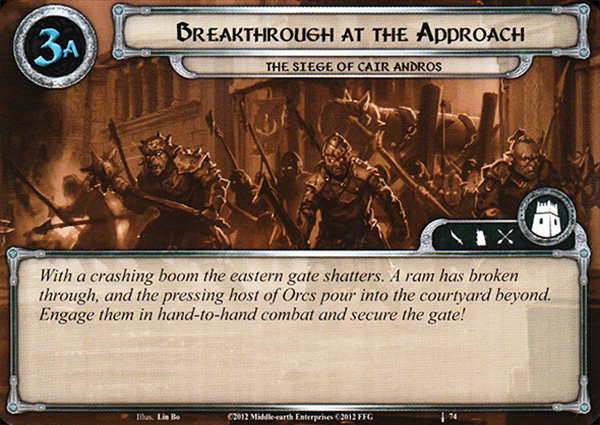 3A
BREAKTHROUGH AT THE APPROACH
THE SIEGE OF CAIR ANDROS
With a crashing boom the eastern gate shatters. A ram has broken
through, and the pressing host of Orcs pour into the courtyard beyond.
Engage them in hand-to-hand combat and secure the gate!
Illus. Lin Bo
©2012 Middle-earth Enterprises ©2012 FFG
74